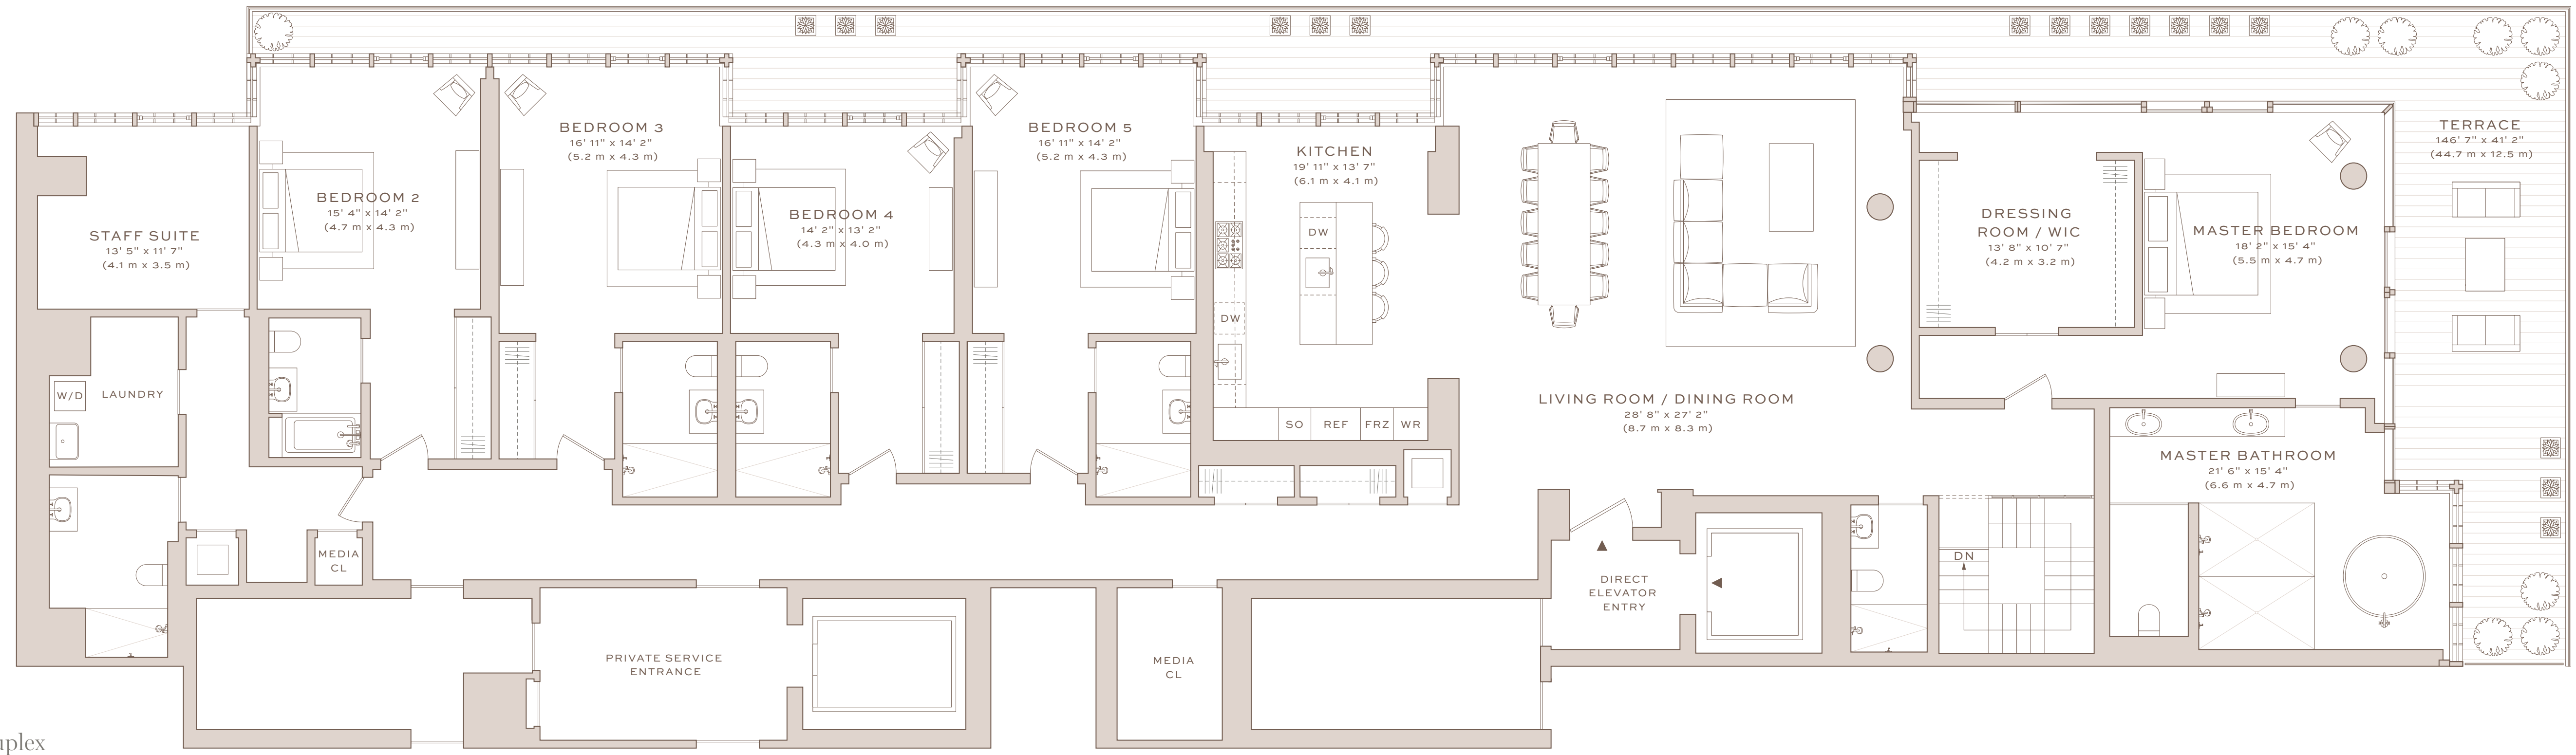 TERRACE
146' 7" x 41' 2"
(44.7 m x 12.5 m)
BEDROOM 3
16' 11" x 14' 2"
(5.2 m x 4.3 m)
BEDROOM 5
16' 11" x 14' 2"
(5.2 m x 4.3 m)
KITCHEN
19' 11" x 13' 7"
(6.1 m x 4.1 m)
BEDROOM 2
15' 4" x 14' 2"
(4.7 m x 4.3 m)
BEDROOM 4
14' 2" x 13' 2"
(4.3 m x 4.0 m)
STAFF SUITE
13' 5" x 11' 7"
(4.1 m x 3.5 m)
DW
DW
DRESSING
ROOM / WIC
13' 8" x 10' 7"
(4.2 m x 3.2 m)
MASTER BEDROOM
18' 2" x 15' 4"
(5.5 m x 4.7 m)
W/D
LAUNDRY
LIVING ROOM / DINING ROOM
28' 8" x 27' 2"
(8.7 m x 8.3 m)
SO
REF
FRZ
WR
MASTER BATHROOM
21' 6" x 15' 4"
(6.6 m x 4.7 m)
MEDIA
CL
DN
DIRECT
ELEVATOR
ENTRY
PRIVATE SERVICE
ENTRANCE
MEDIA
CL